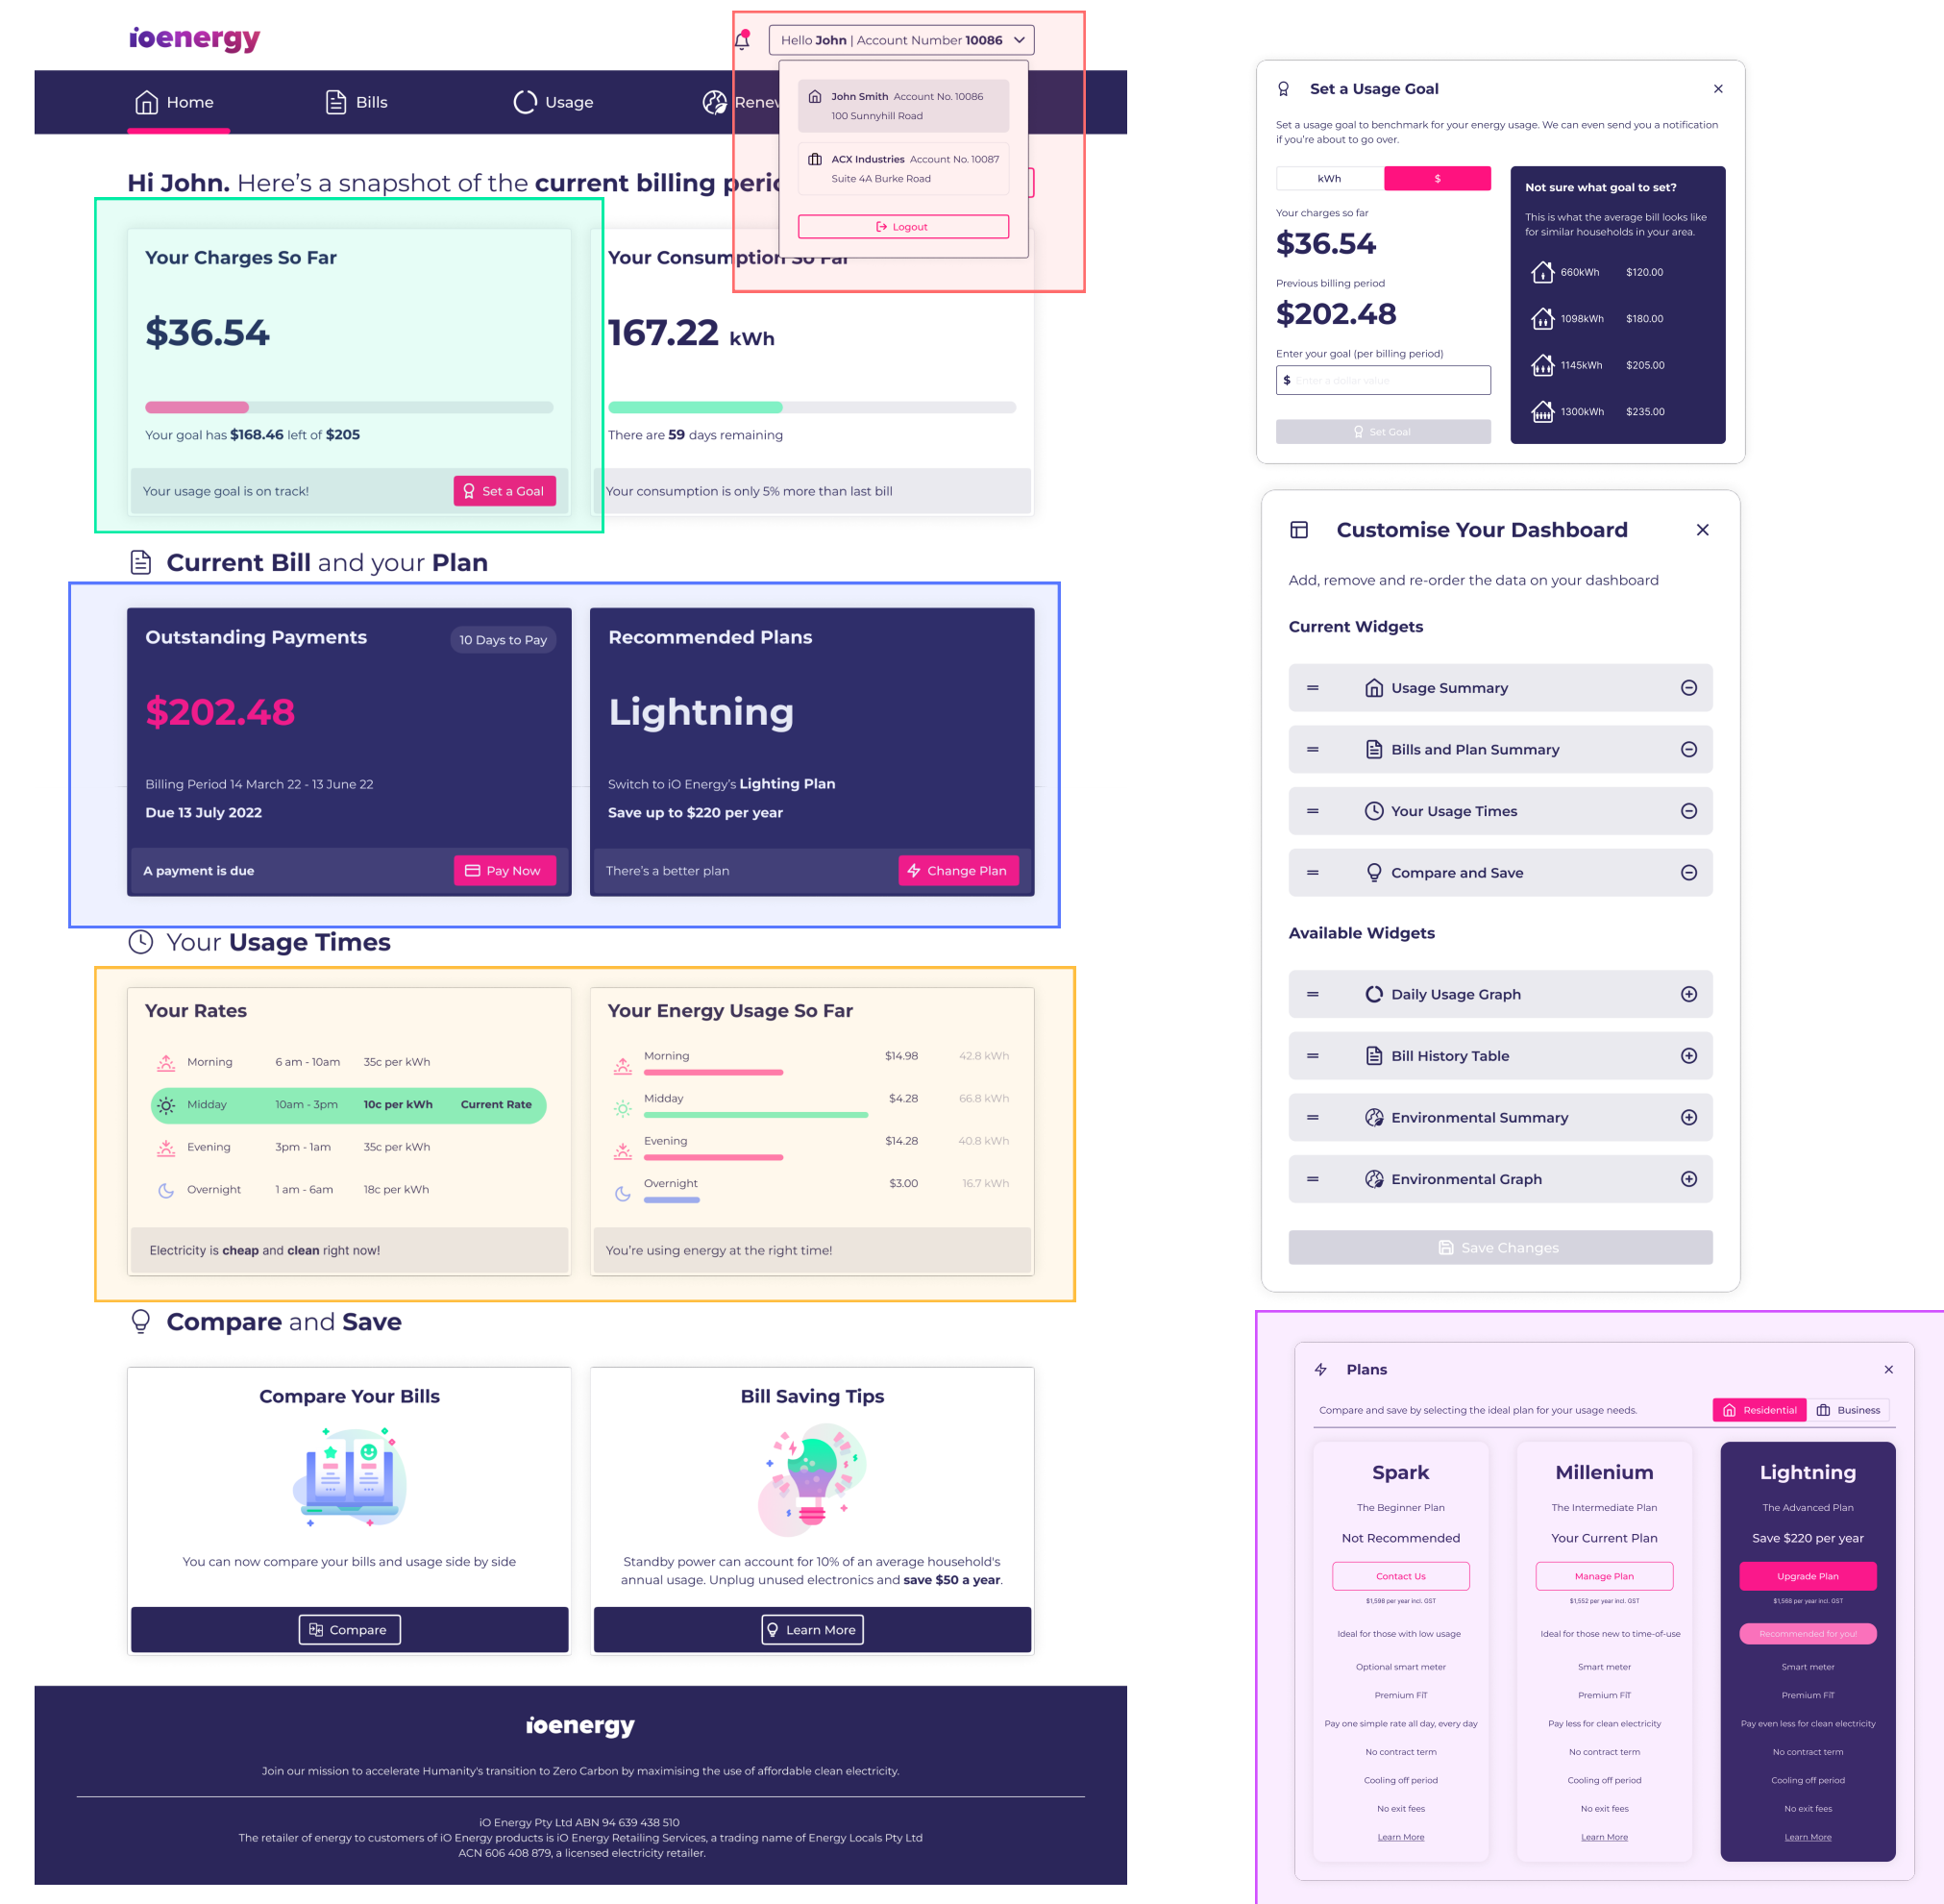 ioenergy
Hello John | Account Number 10086
Home
Bills
Usage
Renew
John Smith Account No. 10086
100 Sunnyhill Road
ACX Industries Account No. 10087
Suite 4A Burke Road
Logout
Hi John. Here's a snapshot of the current billing
Your Charges So Far
$36.54
Your goal has $168.46 left of $205
Your usage goal is on track!
Set a Goal
Your Consumption So Far
167.22 kWh
There are 59 days remaining
Your consumption is only 5% more than last bill
Current Bill and your Plan
Outstanding Payments
10 Days to Pay
$202.48
Billing Period 14 March 22 - 13 June 22
Due 13 July 2022
A payment is due
Pay Now
Recommended Plans
Lightning
Switch to iO Energy's Lighting Plan
Save up to $220 per year
There's a better plan
Change Plan
Your Usage Times
Your Rates
Morning 6 am - 10am 35c per kWh
Midday 10am - 3pm 10c per kWh Current Rate
Evening 3pm - 1am 35c per kWh
Overnight 1 am - 6am 18c per kWh
Electricity is cheap and clean right now!
Your Energy Usage So Far
Morning $14.98 42.8 kWh
Midday $4.28 66.8 kWh
Evening $14.28 40.8 kWh
Overnight $3.00 16.7 kWh
You're using energy at the right time!
Compare and Save
Compare Your Bills
You can now compare your bills and usage side by side
Compare
Bill Saving Tips
Standby power can account for 10% of an average household's
annual usage. Unplug unused electronics and save $50 a year.
Learn More
ioenergy
Join our mission to accelerate Humanity's transition to Zero Carbon by maximising the use of affordable clean electricity.
iO Energy Pty Ltd ABN 94 639 438 510
The retailer of energy to customers of iO Energy products is iO Energy Retailing Services, a trading name of Energy Locals Pty Ltd
ACN 606 408 879, a licensed electricity retailer.
Set a Usage Goal
Set a usage goal to benchmark for your energy usage. We can even send you a notification
if you're about to go over.
kWh
$
Your charges so far
$36.54
Previous billing period
$202.48
Enter your goal (per billing period)
$ Enter a dollar value
Set Goal
Not sure what goal to set?
This is what the average bill looks like
for similar households in your area.
660kWh $120.00
1098kWh $180.00
1145kWh $205.00
1300kWh $235.00
Customise Your Dashboard
Add, remove and re-order the data on your dashboard
Current Widgets
Usage Summary
Bills and Plan Summary
Your Usage Times
Compare and Save
Available Widgets
Daily Usage Graph
Bill History Table
Environmental Summary
Environmental Graph
Save Changes
Plans
Compare and save by selecting the ideal plan for your usage needs.
Residential
Business
Spark
The Beginner Plan
Not Recommended
Contact Us
$1,598 per year incl. GST
Ideal for those with low usage
Optional smart meter
Premium FiT
Pay one simple rate all day, every day
No contract term
Cooling off period
No exit fees
Learn More
Millenium
The Intermediate Plan
Your Current Plan
Manage Plan
$1,552 per year incl. GST
Ideal for those new to time-of-use
Smart meter
Premium FiT
Pay less for clean electricity
No contract term
Cooling off period
No exit fees
Learn More
Lightning
The Advanced Plan
Save $220 per year
Upgrade Plan
$1,568 per year incl. GST
Recommended for you!
Smart meter
Premium FiT
Pay even less for clean electricity
No contract term
Cooling off period
No exit fees
Learn More